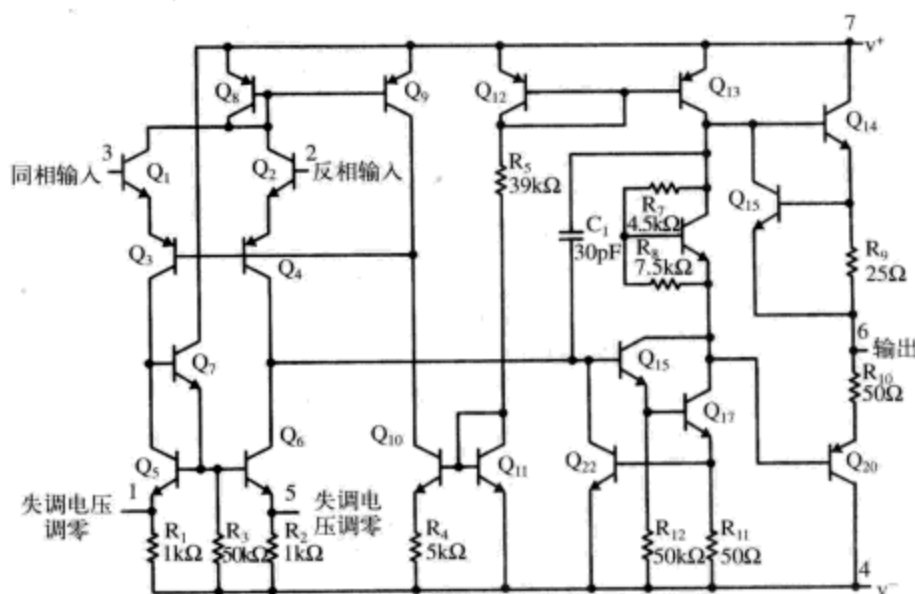 7
v⁺
Q₈
Q₉
Q₁₂
Q₁₃
Q₁₄
3
同相输入
Q₁
Q₂
2
反相输入
R₅
39kΩ
Q₁₅
R₇
4.5kΩ
C₁
30pF
R₈
7.5kΩ
R₉
25Ω
Q₃
Q₄
6
输出
Q₇
Q₁₅
R₁₀
50Ω
Q₁₇
Q₅
Q₆
Q₁₀
Q₁₁
Q₂₂
Q₂₀
1
失调电压
调零
5
失调电
压调零
R₁
1kΩ
R₃
50kΩ
R₂
1kΩ
R₄
5kΩ
R₁₂
50kΩ
R₁₁
50Ω
4
v⁻